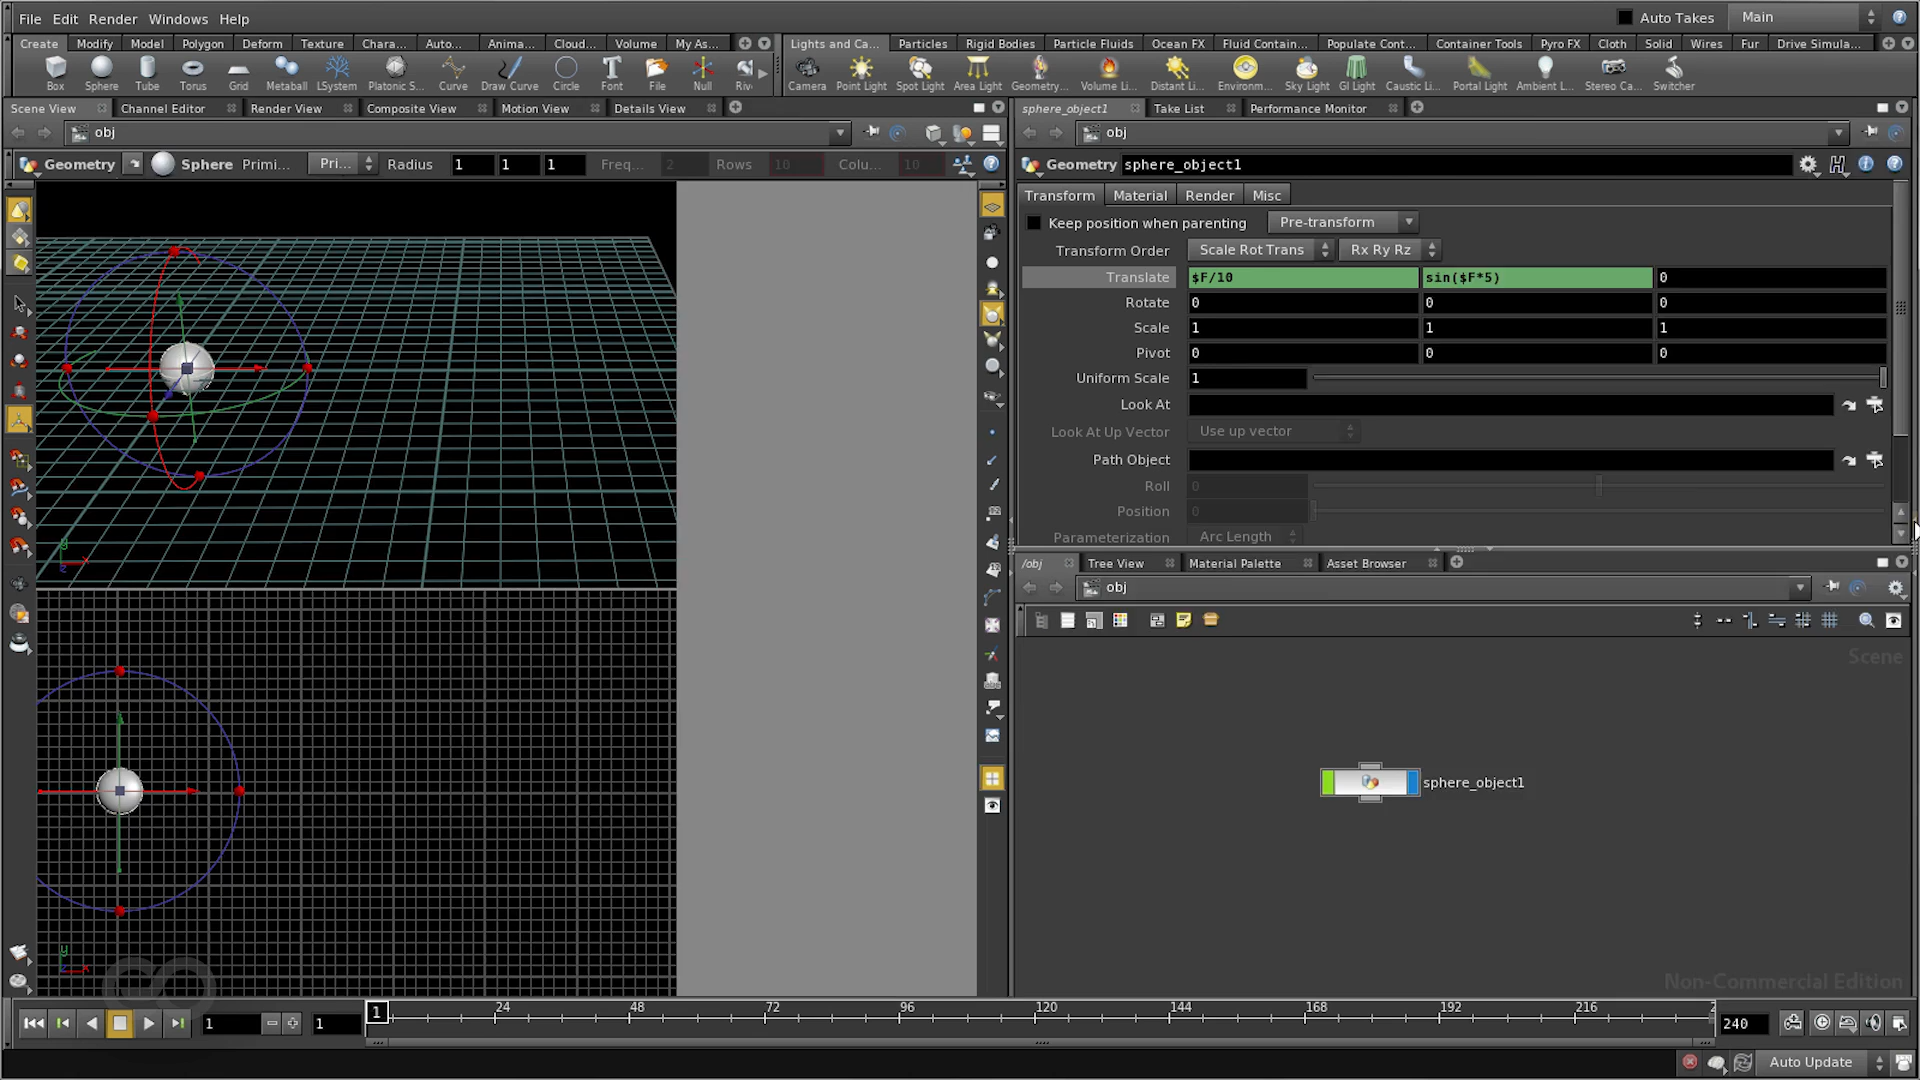 File Edit Render Windows Help Auto Takes Main
Create Modify Model Polygon Deform Texture Chara... Auto... Anima... Cloud... Volume My As... Lights and Ca... Particles Rigid Bodies Particle Fluids Ocean FX Fluid Contain... Populate Cont... Container Tools Pyro FX Cloth Solid Wires Fur Drive Simula...
Box Sphere Tube Torus Grid Metaball LSystem Platonic S... Curve Draw Curve Circle Font File Null Riv Camera Point Light Spot Light Area Light Geometry... Volume Li... Distant Li... Environm... Sky Light GI Light Caustic Li... Portal Light Ambient L... Stereo Ca... Switcher
Scene View Channel Editor Render View Composite View Motion View Details View sphere_object1 Take List Performance Monitor
obj obj
Geometry Sphere Primi... Pri... Radius 1 1 1 Freq... 2 Rows 10 Colu... 10 Geometry sphere_object1
Transform Material Render Misc
Keep position when parenting Pre-transform
Transform Order Scale Rot Trans Rx Ry Rz
Translate $F/10 sin($F*5) 0
Rotate 0 0 0
Scale 1 1 1
Pivot 0 0 0
Uniform Scale 1
Look At
Look At Up Vector Use up vector
Path Object
Roll 0
Position 0
Parameterization Arc Length
/obj Tree View Material Palette Asset Browser
obj
Scene
sphere_object1
Non-Commercial Edition
1 1 1 24 48 72 96 120 144 168 192 216 2 240
Auto Update